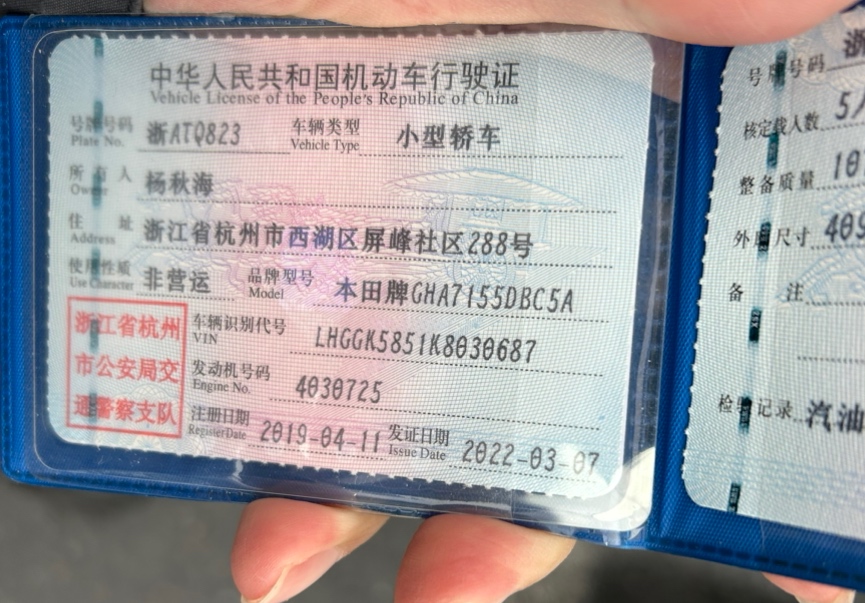 中华人民共和国机动车行驶证
Vehicle License of the People's Republic of China
号牌号码 浙ATQ823 车辆类型 小型轿车
Plate No. Vehicle Type
所有人 杨秋海
Owner
住址 浙江省杭州市西湖区屏峰社区288号
Address
使用性质 非营运 品牌型号 本田牌GHA7155DBC5A
Use Character Model
浙江省杭州
市公安局交
通警察支队
车辆识别代号 LHGGK5851K8030687
VIN
发动机号码 4030725
Engine No.
注册日期 2019-04-11 发证日期 2022-03-07
Register Date Issue Date
号牌号码 浙
核定载人数 5人
整备质量
外廓尺寸 409
备注
检验记录 汽油